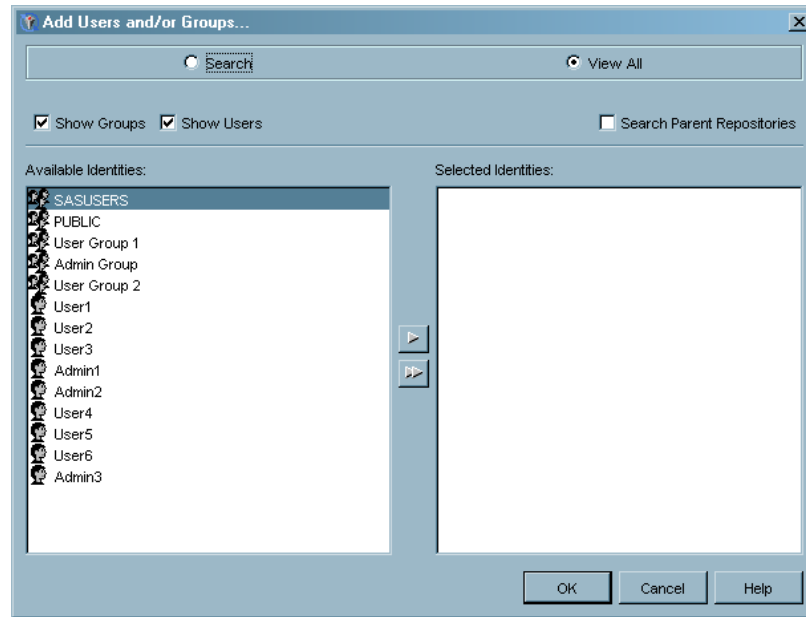 Add Users and/or Groups...
Search View All
Show Groups Show Users Search Parent Repositories
Available Identities: Selected Identities:
SASUSERS
PUBLIC
User Group 1
Admin Group
User Group 2
User1
User2
User3
Admin1
Admin2
User4
User5
User6
Admin3
OK Cancel Help